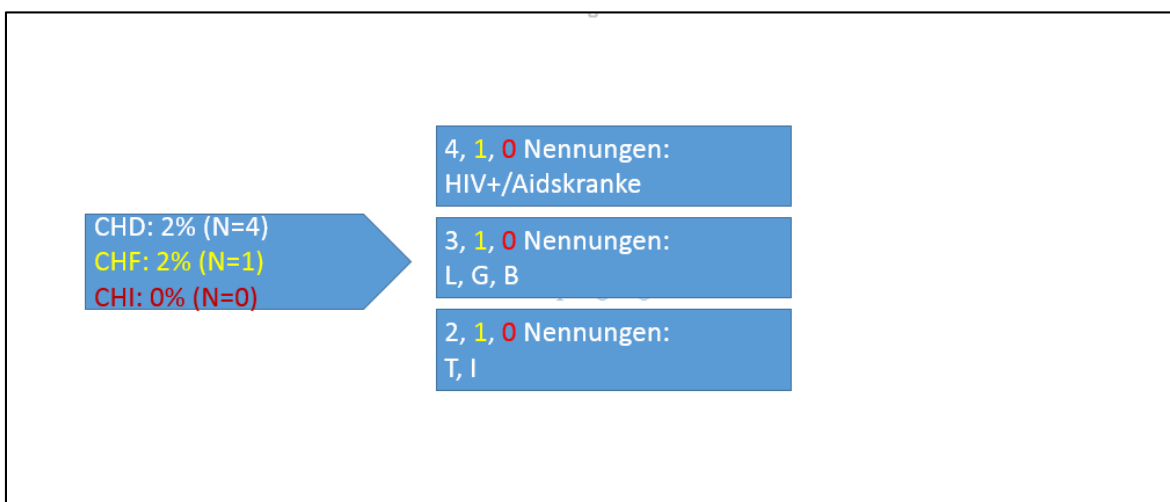 CHD: 2% (N=4)
CHF: 2% (N=1)
CHI: 0% (N=0)
4, 1, 0 Nennungen:
HIV+/Aidskranke
3, 1, 0 Nennungen:
L, G, B
2, 1, 0 Nennungen:
T, I